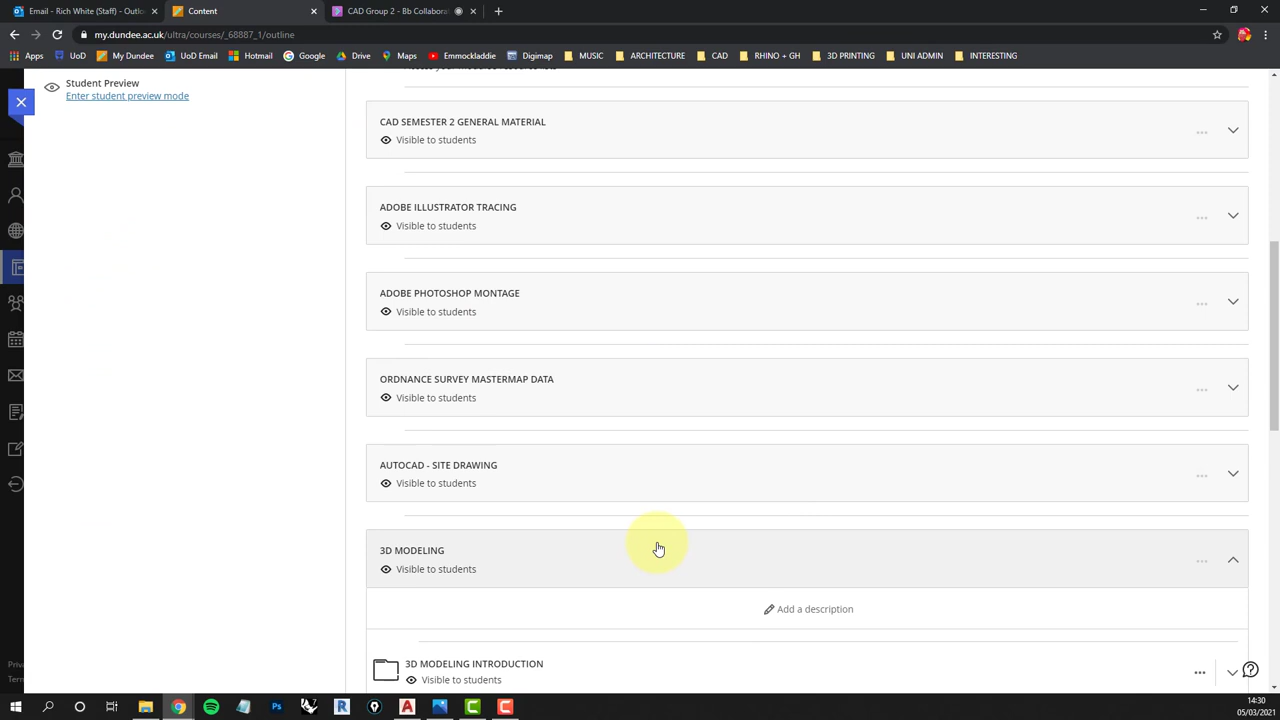 Email - Rich White (Staff) - Outloo
Content
CAD Group 2 - Bb Collabora
my.dundee.ac.uk/ultra/courses/_68887_1/outline
Apps
UoD
My Dundee
UoD Email
Hotmail
Google
Drive
Maps
Emmockladdie
Digimap
MUSIC
ARCHITECTURE
CAD
RHINO + GH
3D PRINTING
UNI ADMIN
INTERESTING
Student Preview
Enter student preview mode
CAD SEMESTER 2 GENERAL MATERIAL
Visible to students
ADOBE ILLUSTRATOR TRACING
Visible to students
ADOBE PHOTOSHOP MONTAGE
Visible to students
ORDNANCE SURVEY MASTERMAP DATA
Visible to students
AUTOCAD - SITE DRAWING
Visible to students
3D MODELING
Visible to students
Add a description
3D MODELING INTRODUCTION
Visible to students
Priva
Terms
14:30
05/03/2021